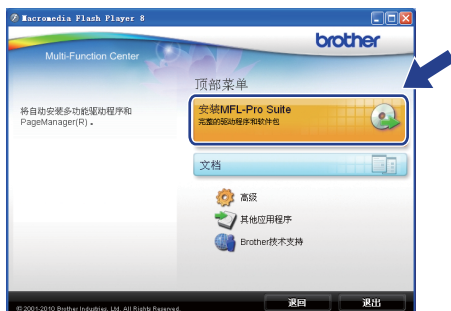 Macromedia Flash Player 8
brother
Multi-Function Center
顶部菜单
将自动安装多功能驱动程序和
PageManager(R)。
安装MFL-Pro Suite
完整的驱动程序和软件包
文档
高级
其他应用程序
Brother技术支持
© 2001-2010 Brother Industries, Ltd. All Rights Reserved.
返回
退出